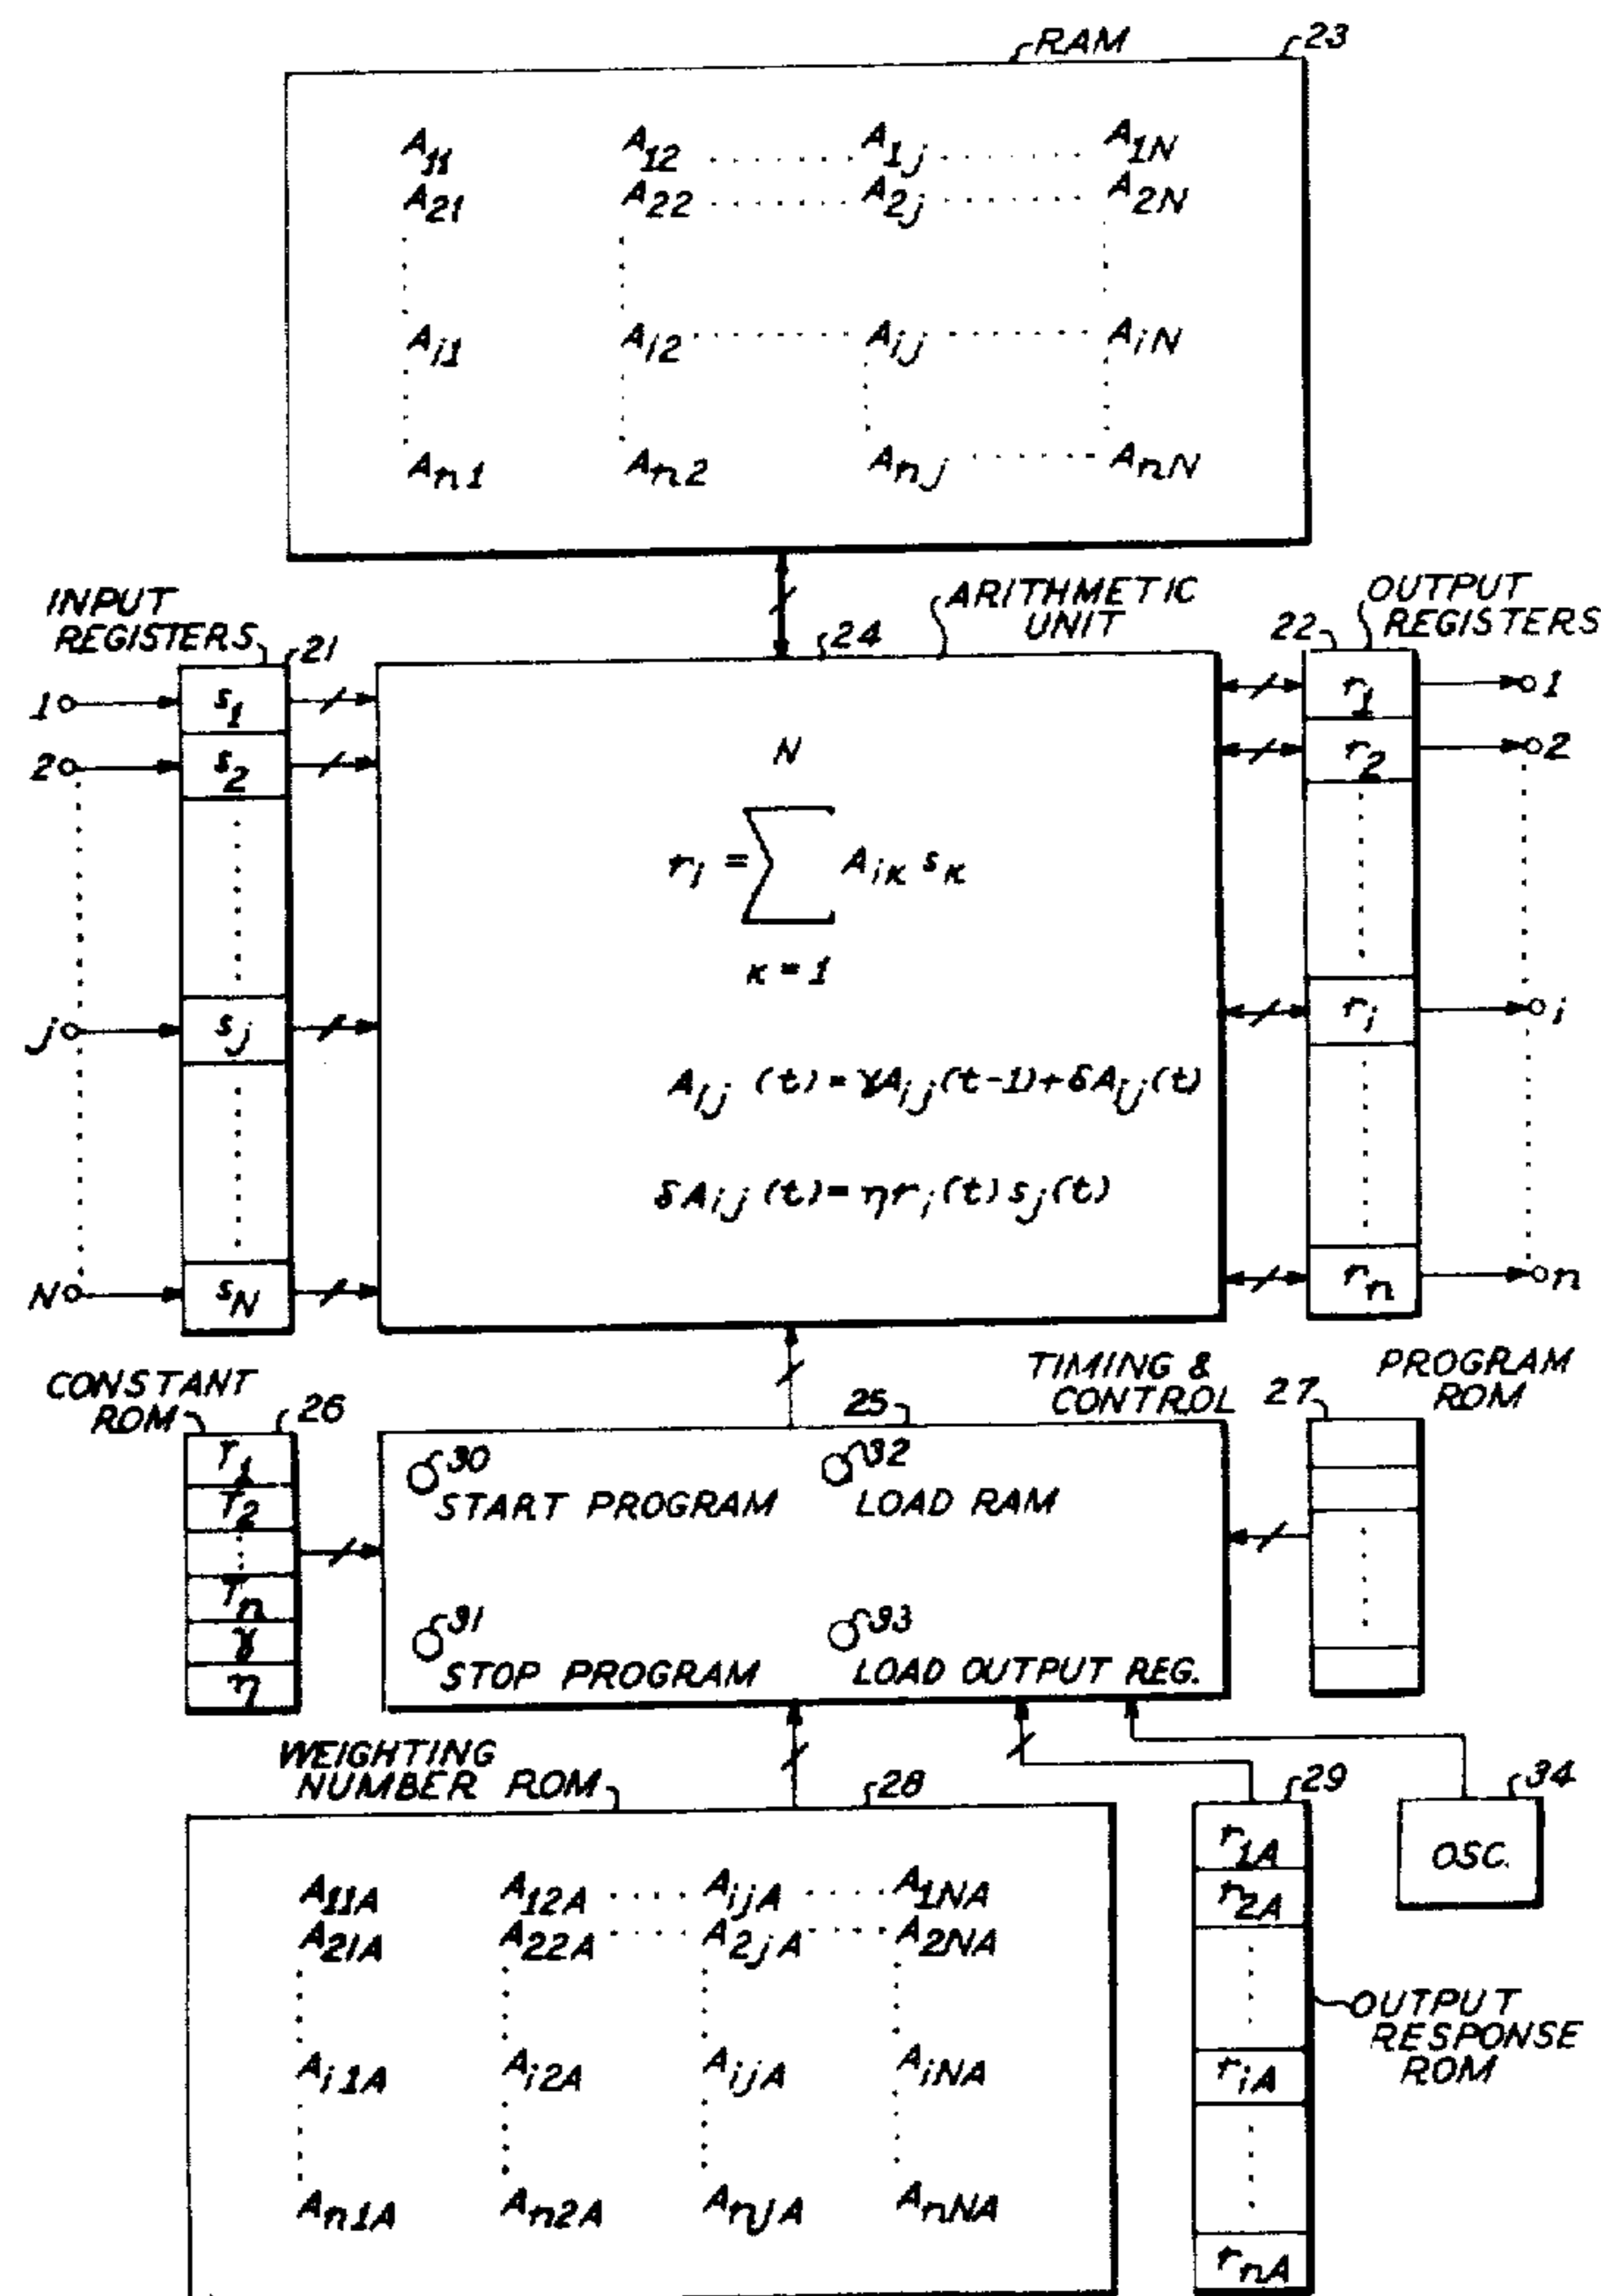 RAM 23
A11 A12 ........ A1j ........ A1N
A21 A22 ........ A2j ........ A2N
Ai1 Ai2 ........ Aij ........ AiN
An1 An2 Anj ........ AnN
INPUT
REGISTERS 21
24 ARITHMETIC
UNIT
22 OUTPUT
REGISTERS
1 s1
2 s2
j sj
N sN
N
ri = ∑ Aiκ sκ
κ = 1
Aij (t) = γAij(t-1) + δAij(t)
δAij(t) = ηri(t) sj(t)
r1 1
r2 2
ri i
rn n
CONSTANT
ROM 26
T1
T2
Tn
γ
η
25 TIMING &
CONTROL
30
START PROGRAM
32
LOAD RAM
31
STOP PROGRAM
33
LOAD OUTPUT REG.
27 PROGRAM
ROM
WEIGHTING
NUMBER ROM 28
A11A A12A ..... AijA ..... A1NA
A21A A22A ..... A2jA ..... A2NA
Ai1A Ai2A AijA AiNA
An1A An2A AnjA AnNA
29
r1A
r2A
riA
rnA
OUTPUT
RESPONSE
ROM
34
OSC.